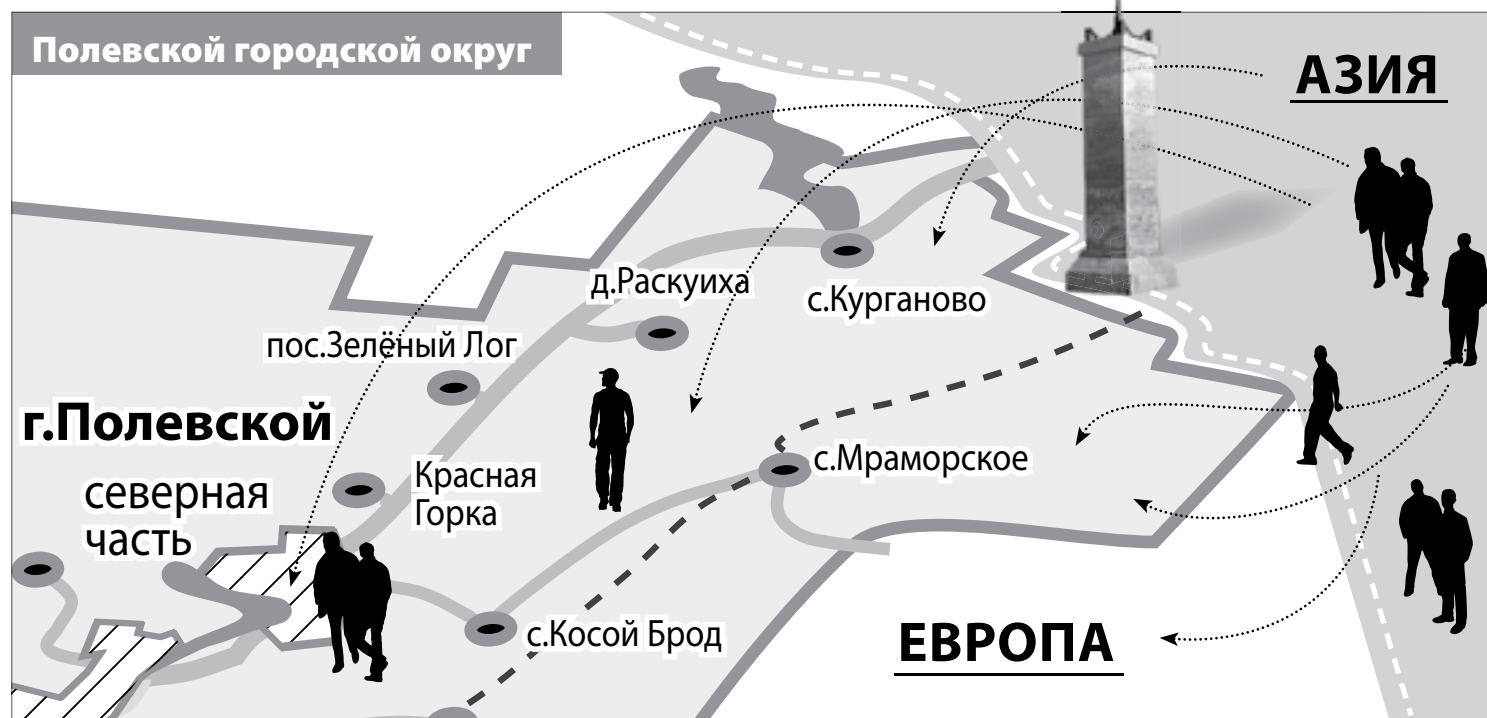 Полевской городской округ
АЗИЯ
д.Раскуиха
с.Курганово
пос.Зелёный Лог
г.Полевской
северная
часть
Красная
Горка
с.Мраморское
с.Косой Брод
ЕВРОПА